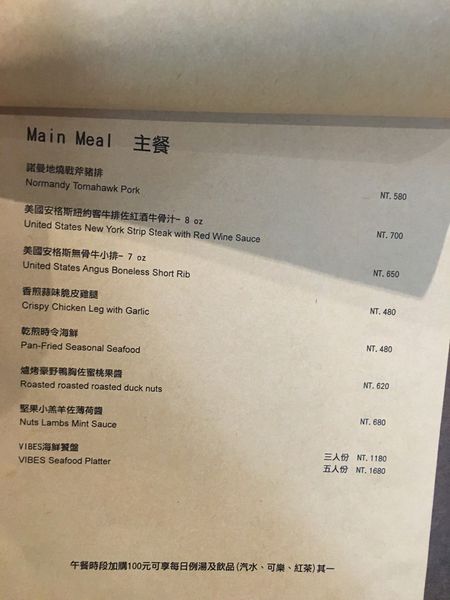 Main Meal 主餐
諾曼地燒戰斧豬排
Normandy Tomahawk Pork NT. 580
美國安格斯紐約客牛排佐紅酒牛骨汁- 8 oz
United States New York Strip Steak with Red Wine Sauce NT. 700
美國安格斯無骨牛小排- 7 oz
United States Angus Boneless Short Rib NT. 650
香煎蒜味脆皮雞腿
Crispy Chicken Leg with Garlic NT. 480
乾煎時令海鮮
Pan-Fried Seasonal Seafood NT. 480
爐烤豪野鴨胸佐蜜桃果醬
Roasted roasted roasted duck nuts NT. 620
堅果小羔羊佐薄荷醬
Nuts Lambs Mint Sauce NT. 680
VIBES海鮮饕盤 三人份 NT. 1180
VIBES Seafood Platter 五人份 NT. 1680
午餐時段加購100元可享每日例湯及飲品(汽水、可樂、紅茶)其一